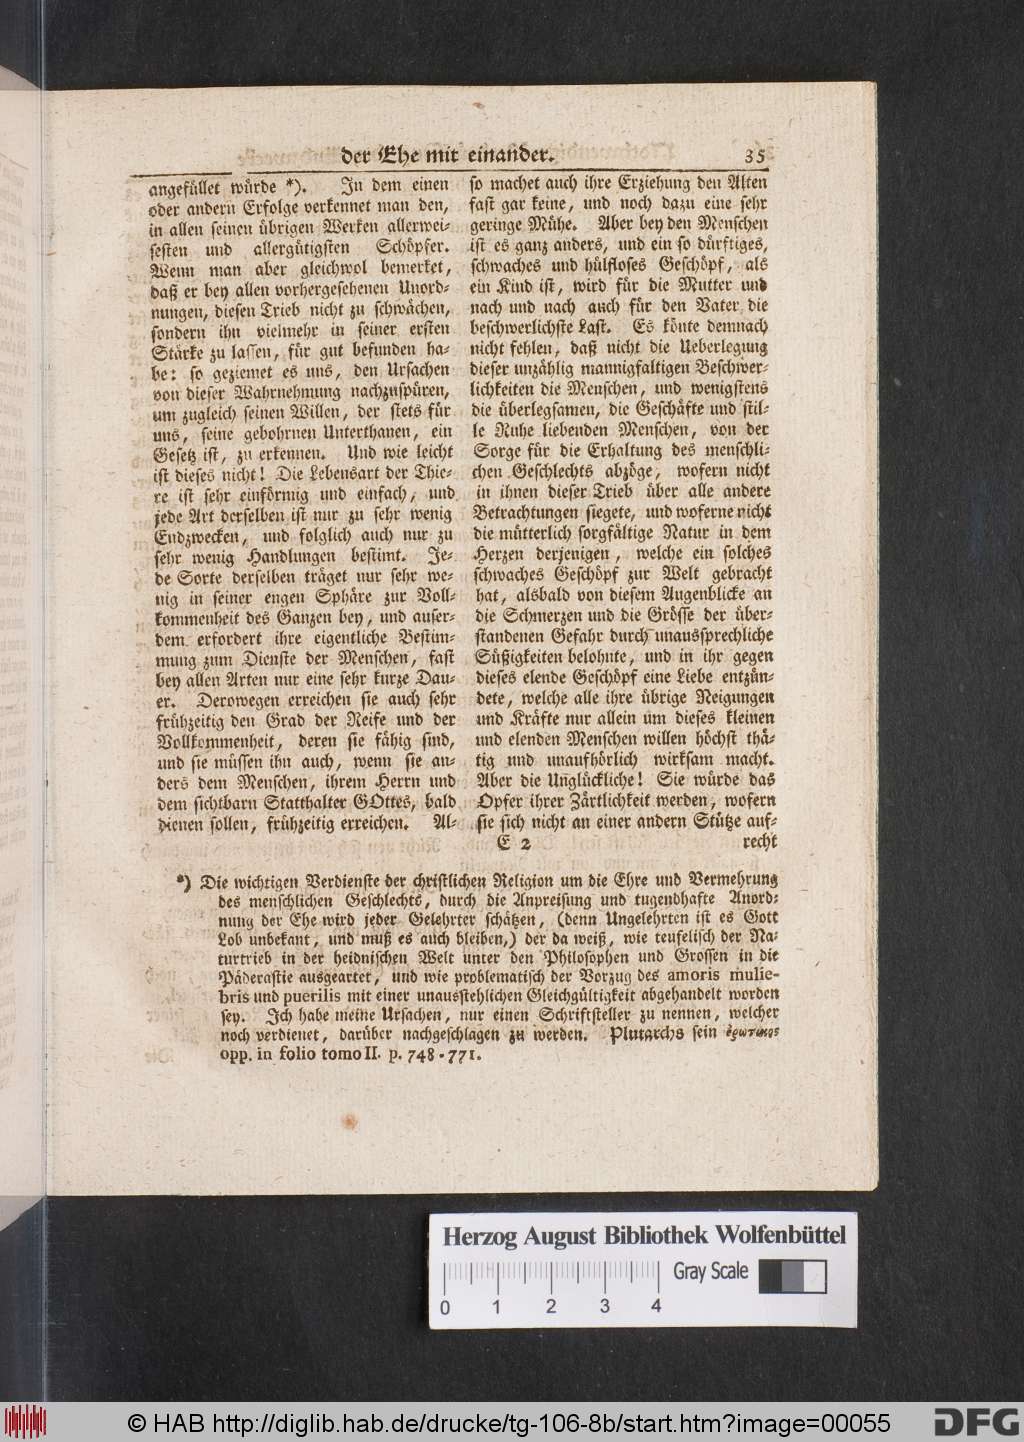 der Ehe mit einander. 35
angefüllet würde *). In dem einen
oder andern Erfolge verkennet man den,
in allen seinen übrigen Werken allerwei-
sesten und allergütigsten Schöpfer.
Wenn man aber gleichwol bemerket,
daß er bey allen vorhergesehenen Unord-
nungen, diesen Trieb nicht zu schwächen,
sondern ihn vielmehr in seiner ersten
Stärke zu lassen, für gut befunden ha-
be: so geziemet es uns, den Ursachen
von dieser Wahrnehmung nachzuspüren,
um zugleich seinen Willen, der stets für
uns, seine gebohrnen Unterthanen, ein
Gesetz ist, zu erkennen. Und wie leicht
ist dieses nicht! Die Lebensart der Thie-
re ist sehr einförmig und einfach, und
jede Art derselben ist nur zu sehr wenig
Endzwecken, und folglich auch nur zu
sehr wenig Handlungen bestimt. Je-
de Sorte derselben träget nur sehr we-
nig in seiner engen Sphäre zur Voll-
kommenheit des Ganzen bey, und auser-
dem erfordert ihre eigentliche Bestim-
mung zum Dienste der Menschen, fast
bey allen Arten nur eine sehr kurze Dau-
er. Derowegen erreichen sie auch sehr
frühzeitig den Grad der Reife und der
Vollkommenheit, deren sie fähig sind,
und sie müssen ihn auch, wenn sie an-
ders dem Menschen, ihrem Herrn und
dem sichtbarn Statthalter GOttes, bald
dienen sollen, frühzeitig erreichen. Al-
so machet auch ihre Erziehung den Alten
fast gar keine, und noch dazu eine sehr
geringe Mühe. Aber bey den Menschen
ist es ganz anders, und ein so dürftiges,
schwaches und hülfloses Geschöpf, als
ein Kind ist, wird für die Mutter und
nach und nach auch für den Vater die
beschwerlichste Last. Es könte demnach
nicht fehlen, daß nicht die Ueberlegung
dieser unzählig mannigfaltigen Beschwer-
lichkeiten die Menschen, und wenigstens
die überlegsamen, die Geschäfte und stil-
le Ruhe liebenden Menschen, von der
Sorge für die Erhaltung des menschli-
chen Geschlechts abzöge, wofern nicht
in ihnen dieser Trieb über alle andere
Betrachtungen siegete, und woferne nicht
die mütterlich sorgfältige Natur in dem
Herzen derjenigen, welche ein solches
schwaches Geschöpf zur Welt gebracht
hat, alsbald von diesem Augenblicke an
die Schmerzen und die Grösse der über-
standenen Gefahr durch unaussprechliche
Süßigkeiten belohnte, und in ihr gegen
dieses elende Geschöpf eine Liebe entzün-
dete, welche alle ihre übrige Neigungen
und Kräfte nur allein um dieses kleinen
und elenden Menschen willen höchst thä-
tig und unaufhörlich wirksam macht.
Aber die Unglückliche! Sie würde das
Opfer ihrer Zärtlichkeit werden, wofern
sie sich nicht an einer andern Stütze auf-
E 2 recht
*) Die wichtigen Verdienste der christlichen Religion um die Ehre und Vermehrung
des menschlichen Geschlechts, durch die Anpreisung und tugendhafte Anord-
nung der Ehe wird jeder Gelehrter schätzen, (denn Ungelehrten ist es Gott
Lob unbekant, und muß es auch bleiben,) der da weiß, wie teufelisch der Na-
turtrieb in der heidnischen Welt unter den Philosophen und Grossen in die
Päderastie ausgeartet, und wie problematisch der Vorzug des amoris mulie-
bris und puerilis mit einer unausstehlichen Gleichgültigkeit abgehandelt worden
sey. Ich habe meine Ursachen, nur einen Schriftsteller zu nennen, welcher
noch verdienet, darüber nachgeschlagen zu werden. Plutarchs sein ἐρωτικος
opp. in folio tomo II. p. 748-771.
Herzog August Bibliothek Wolfenbüttel
Gray Scale
0 1 2 3 4
© HAB http://diglib.hab.de/drucke/tg-106-8b/start.htm?image=00055
DFG